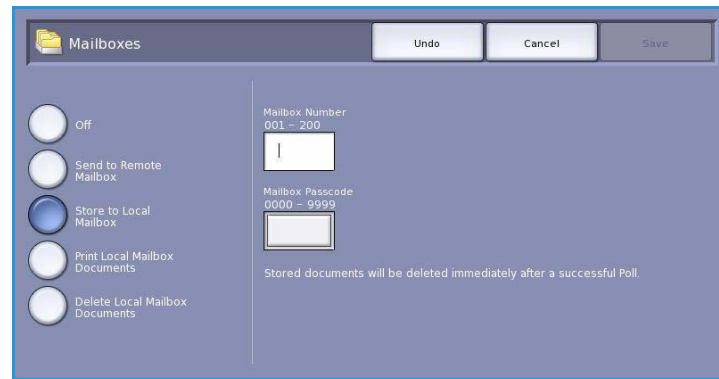 Mailboxes
Undo
Cancel
Save
Off
Send to Remote
Mailbox
Store to Local
Mailbox
Print Local Mailbox
Documents
Delete Local Mailbox
Documents
Mailbox Number
001 - 200
Mailbox Passcode
0000 - 9999
Stored documents will be deleted immediately after a successful Poll.